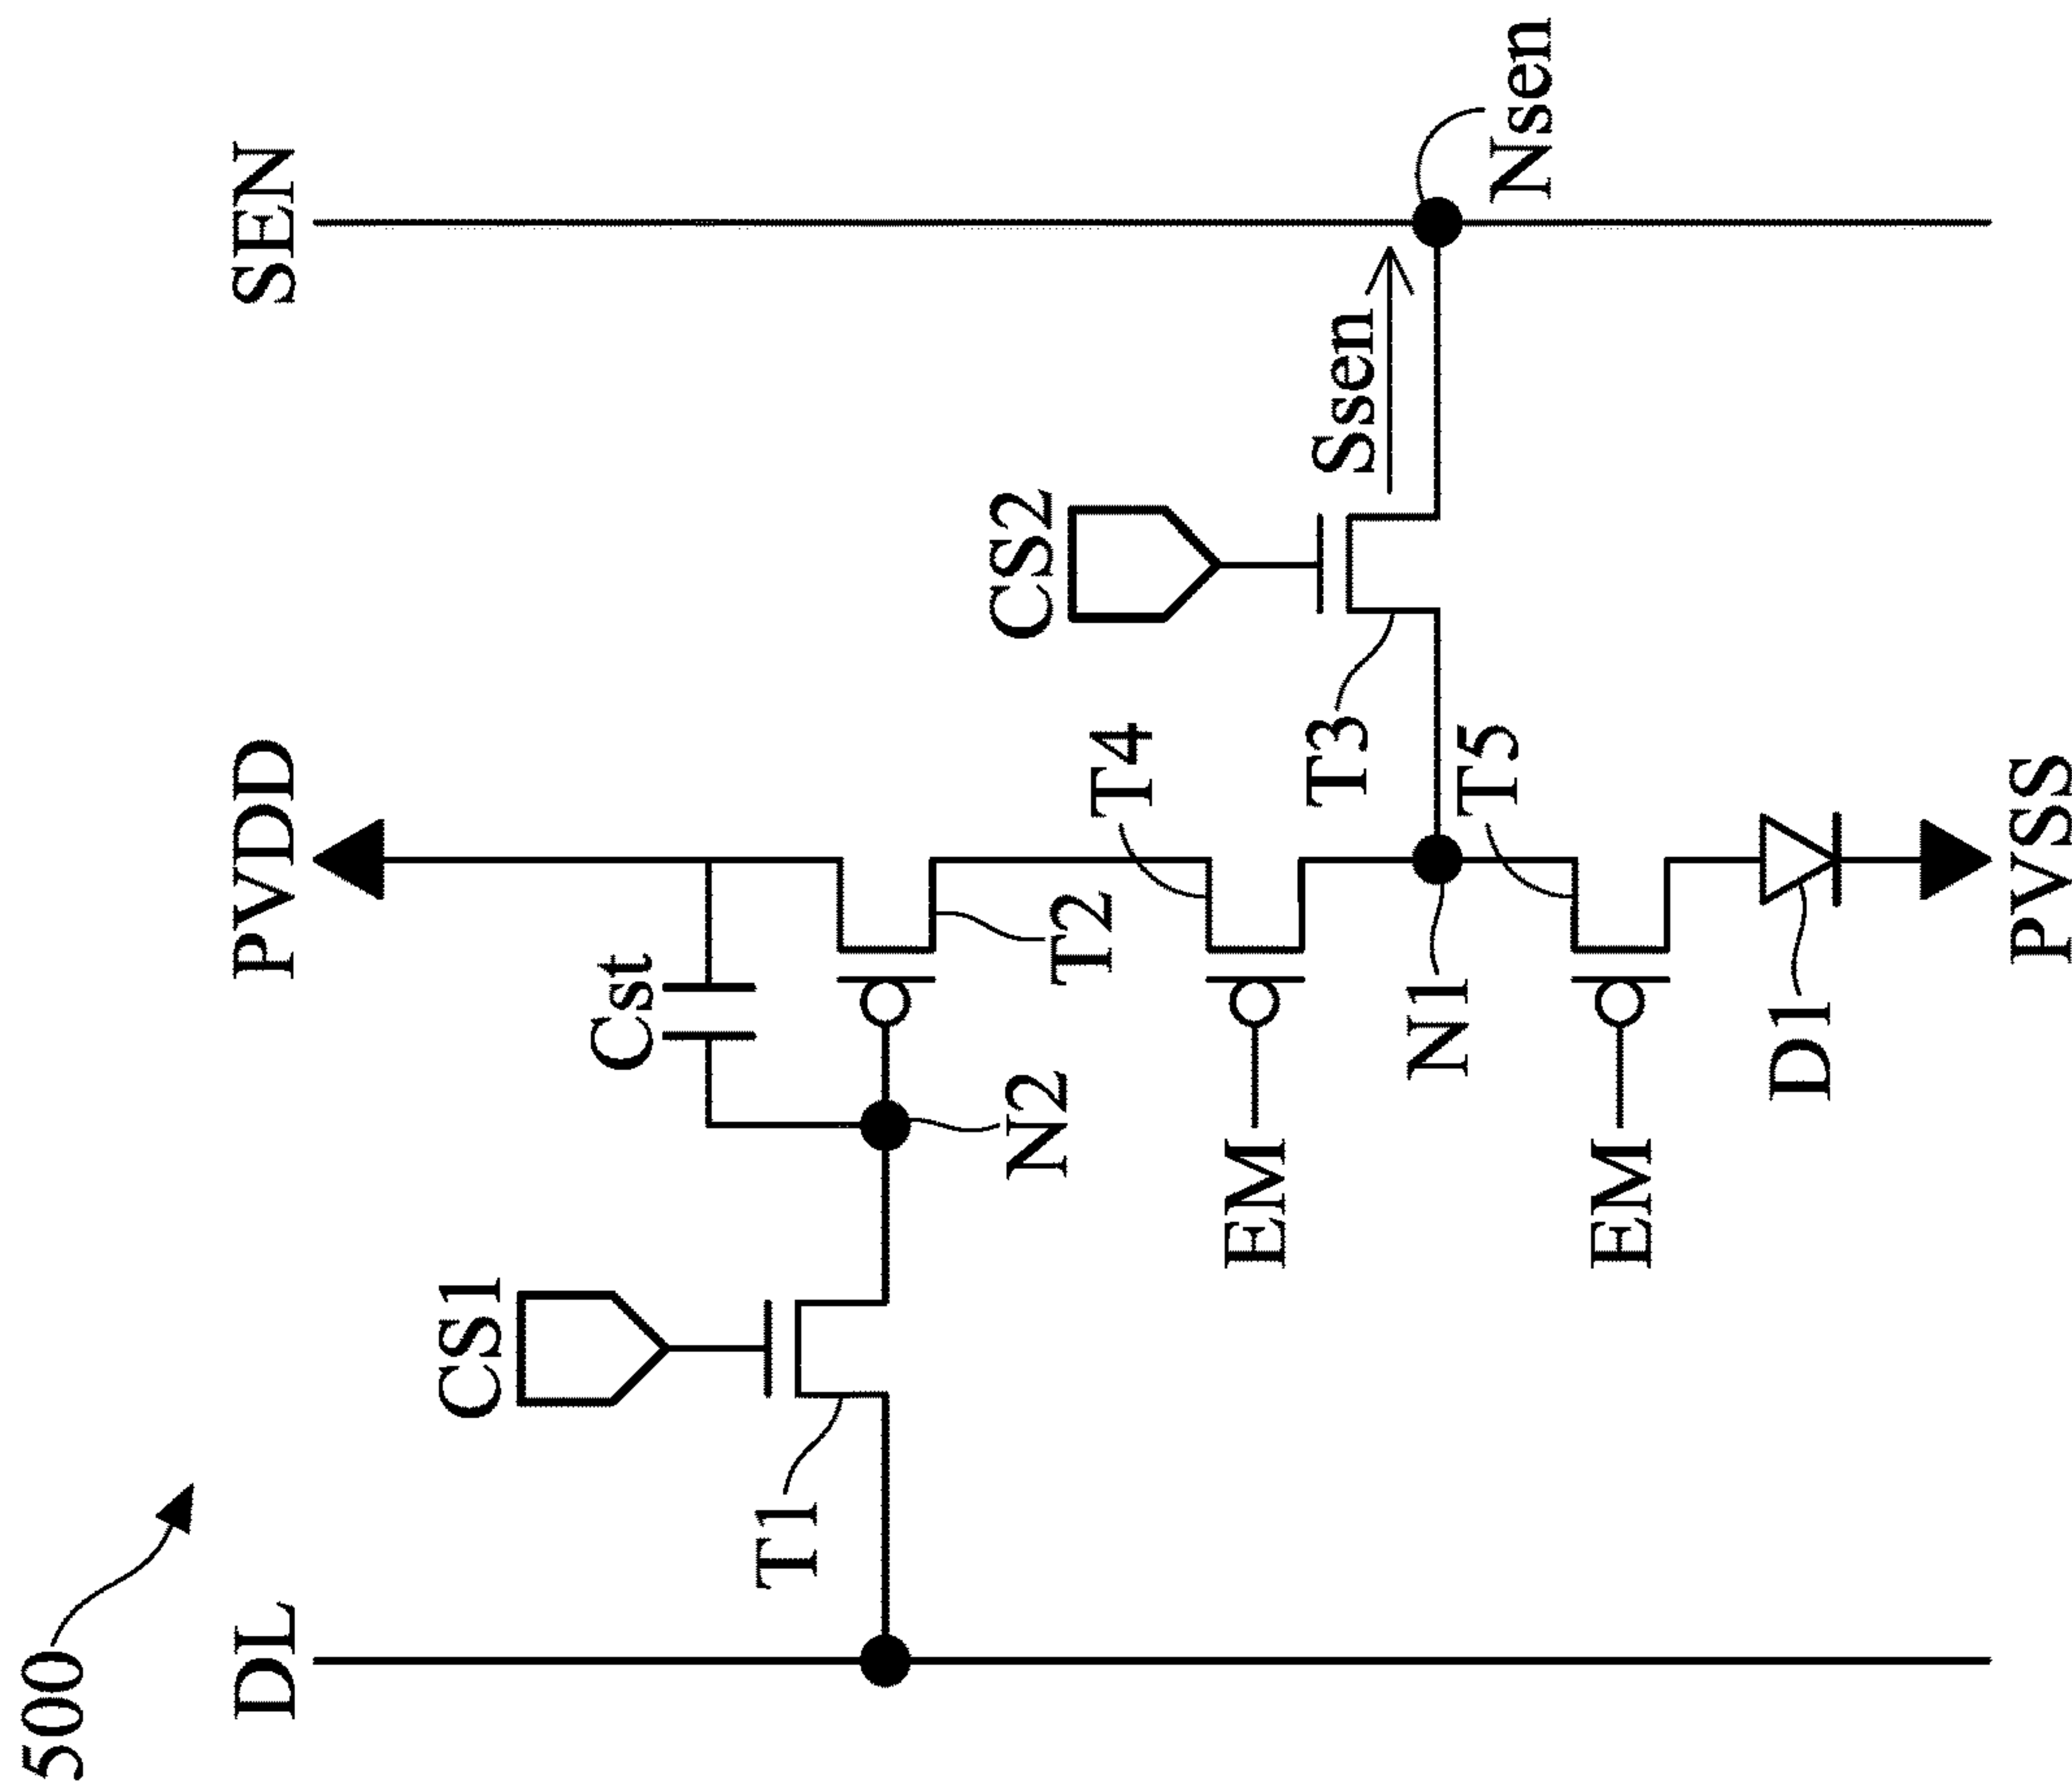 500
DL
PVDD
SEN
CS1
Cst
T1
N2
T2
CS2
T4
EM
T3
Ssen
Nsen
N1
T5
EM
D1
PVSS